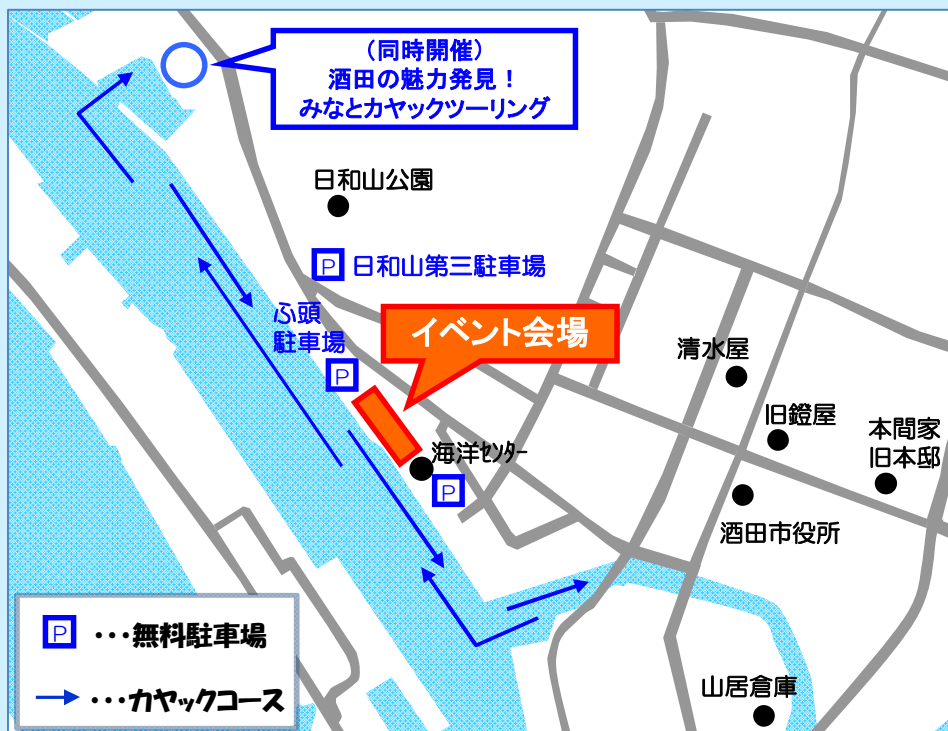 (同時開催)
酒田の魅力発見！
みなとカヤックツーリング
日和山公園
P 日和山第三駐車場
ふ頭
駐車場
P
イベント会場
清水屋
旧鐙屋
本間家
旧本邸
海洋ｾﾝﾀｰ
P
酒田市役所
山居倉庫
P ・・・無料駐車場
・・・カヤックコース